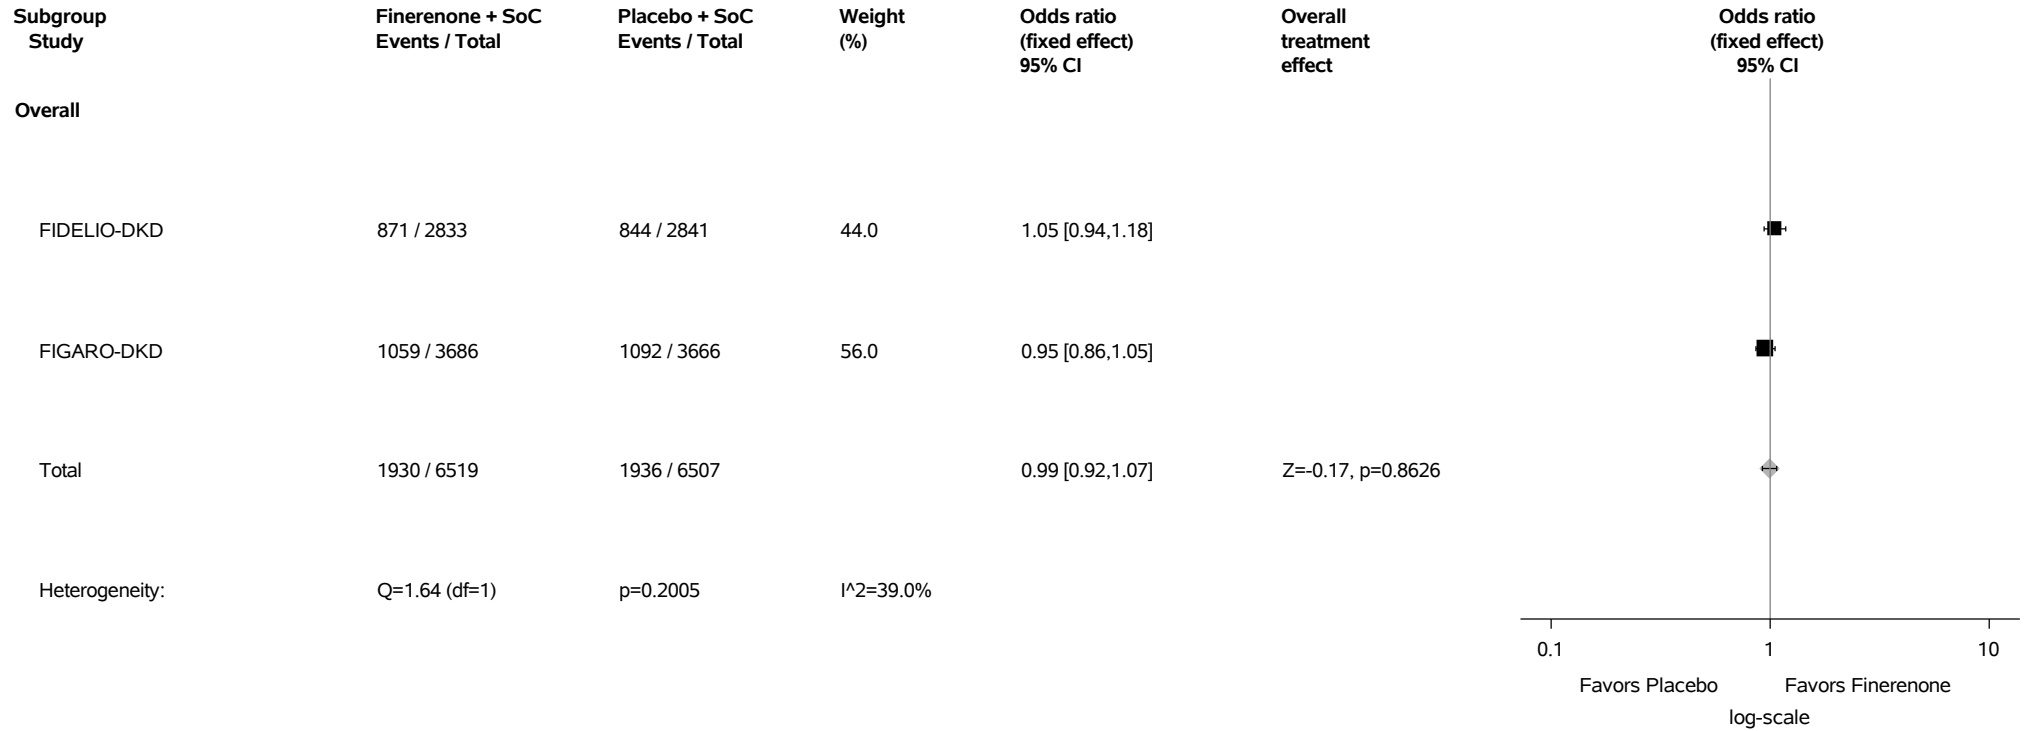 Subgroup Finerenone + SoC Placebo + SoC Weight Odds ratio Overall Odds ratio
Study Events / Total Events / Total (%) (fixed effect) treatment (fixed effect)
95% CI effect 95% CI
Overall
FIDELIO-DKD 871 / 2833 844 / 2841 44.0 1.05 [0.94,1.18]
FIGARO-DKD 1059 / 3686 1092 / 3666 56.0 0.95 [0.86,1.05]
Total 1930 / 6519 1936 / 6507 0.99 [0.92,1.07] Z=-0.17, p=0.8626
Heterogeneity: Q=1.64 (df=1) p=0.2005 I^2=39.0%
0.1 1 10
Favors Placebo Favors Finerenone
log-scale